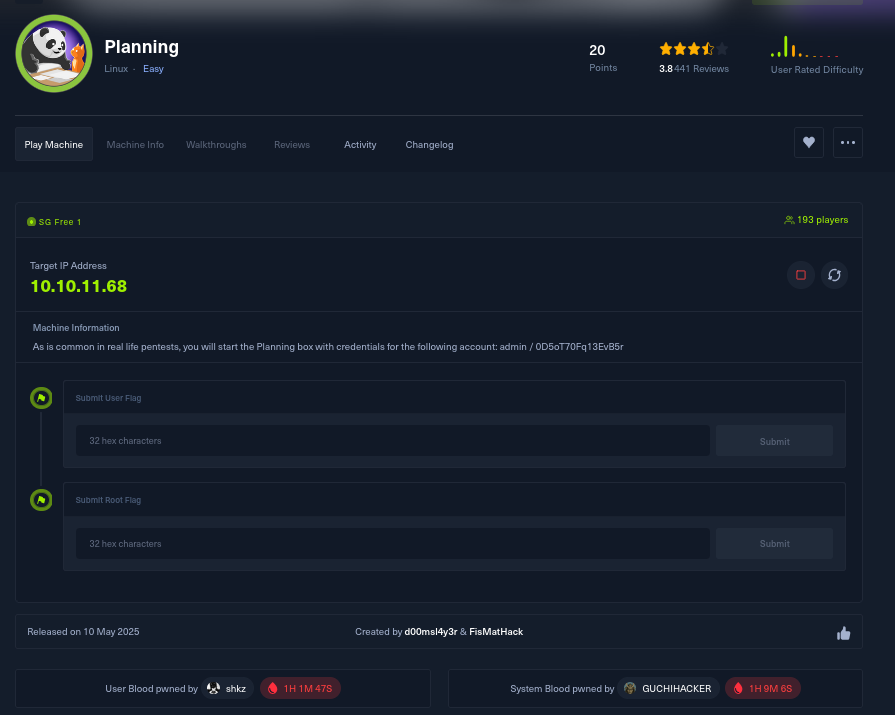 Planning
Linux · Easy
20
Points
3.8 441 Reviews
User Rated Difficulty
Play Machine Machine Info Walkthroughs Reviews Activity Changelog
SG Free 1
193 players
Target IP Address
10.10.11.68
Machine Information
As is common in real life pentests, you will start the Planning box with credentials for the following account: admin / 0D5oT70Fq13EvB5r
Submit User Flag
32 hex characters
Submit
Submit Root Flag
32 hex characters
Submit
Released on 10 May 2025
Created by d00msl4y3r & FisMatHack
User Blood pwned by shkz 1H 1M 47S
System Blood pwned by GUCHIHACKER 1H 9M 6S